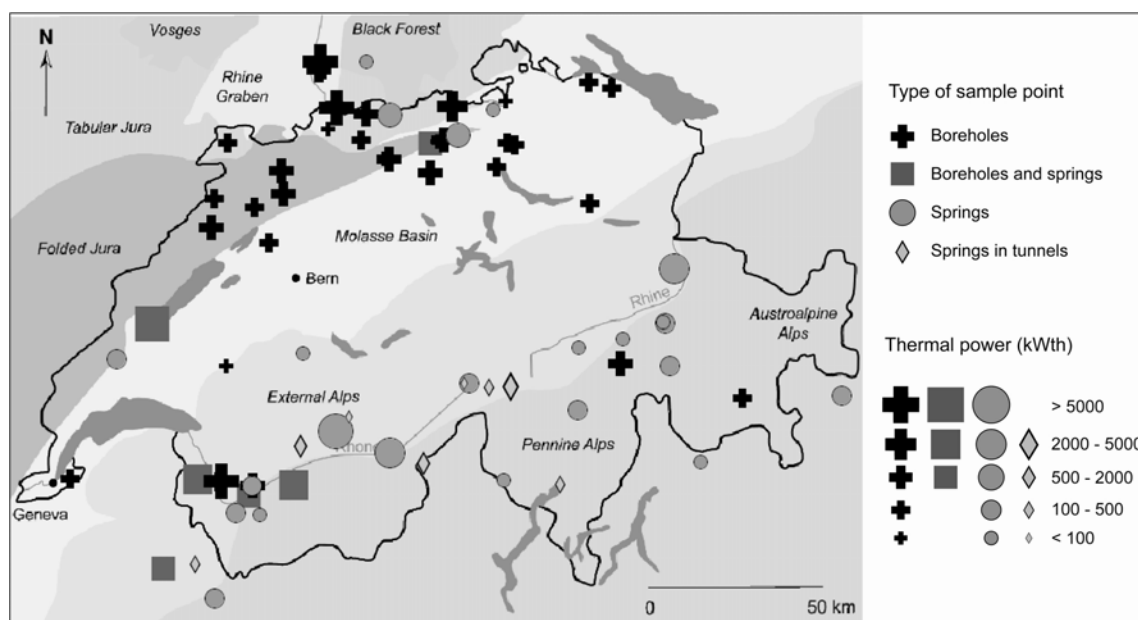 Vosges
Black Forest
N
Rhine
Graben
Tabular Jura
Folded Jura
Molasse Basin
Bern
Rhine
Austroalpine
Alps
External Alps
Rhone
Pennine Alps
Geneva
0 50 km
Type of sample point
Boreholes
Boreholes and springs
Springs
Springs in tunnels
Thermal power (kWth)
> 5000
2000 - 5000
500 - 2000
100 - 500
< 100